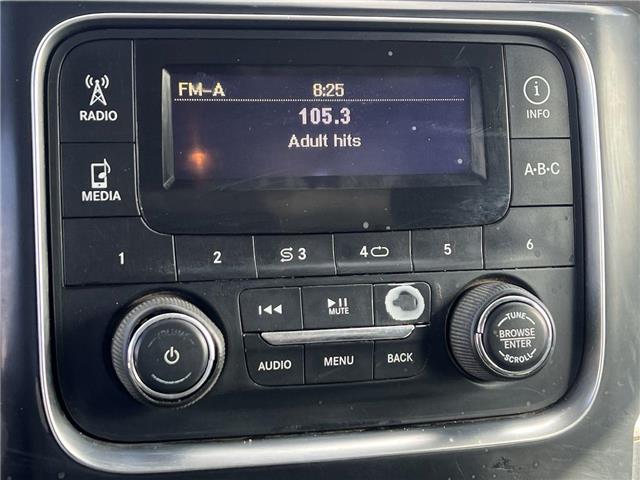 FM-A 8:25
105.3
Adult hits
RADIO
INFO
MEDIA
A·B·C
1 2 3 4 5 6
MUTE
AUDIO MENU BACK
TUNE
BROWSE
ENTER
SCROLL